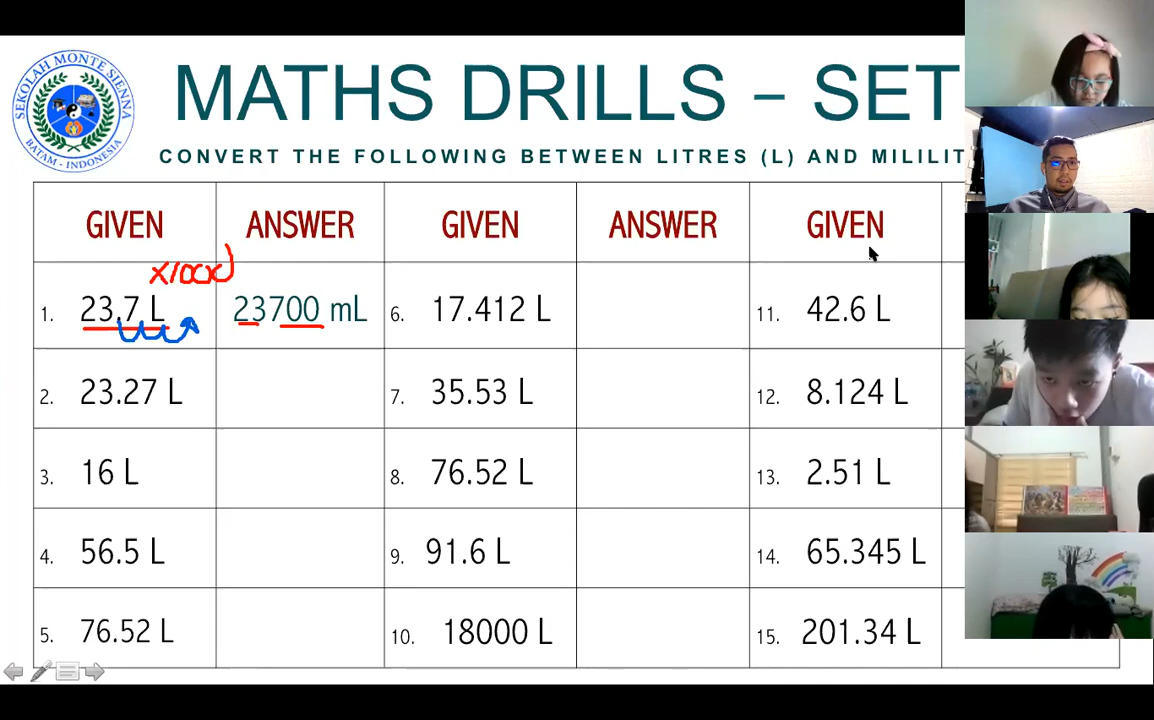 SEKOLAH MONTE SIENNA
BATAM - INDONESIA
MATHS DRILLS – SET
CONVERT THE FOLLOWING BETWEEN LITRES (L) AND MILILIT
GIVEN ANSWER GIVEN ANSWER GIVEN
x1000
1. 23.7 L 23700 mL 6. 17.412 L 11. 42.6 L
2. 23.27 L 7. 35.53 L 12. 8.124 L
3. 16 L 8. 76.52 L 13. 2.51 L
4. 56.5 L 9. 91.6 L 14. 65.345 L
5. 76.52 L 10. 18000 L 15. 201.34 L